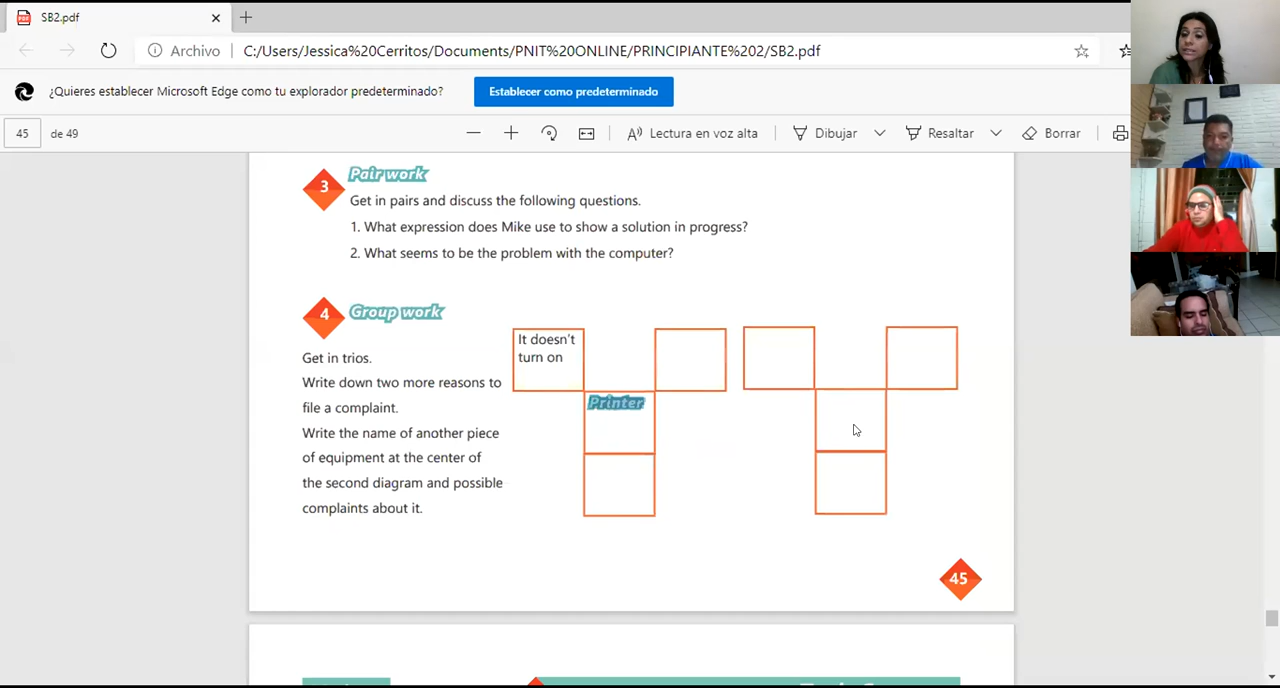 SB2.pdf
Archivo
C:/Users/Jessica%20Cerritos/Documents/PNIT%20ONLINE/PRINCIPIANTE%202/SB2.pdf
¿Quieres establecer Microsoft Edge como tu explorador predeterminado?
Establecer como predeterminado
45 de 49
Lectura en voz alta
Dibujar
Resaltar
Borrar
3
Pair work
Get in pairs and discuss the following questions.
1. What expression does Mike use to show a solution in progress?
2. What seems to be the problem with the computer?
4
Group work
Get in trios.
Write down two more reasons to
file a complaint.
Write the name of another piece
of equipment at the center of
the second diagram and possible
complaints about it.
It doesn't
turn on
Printer
45